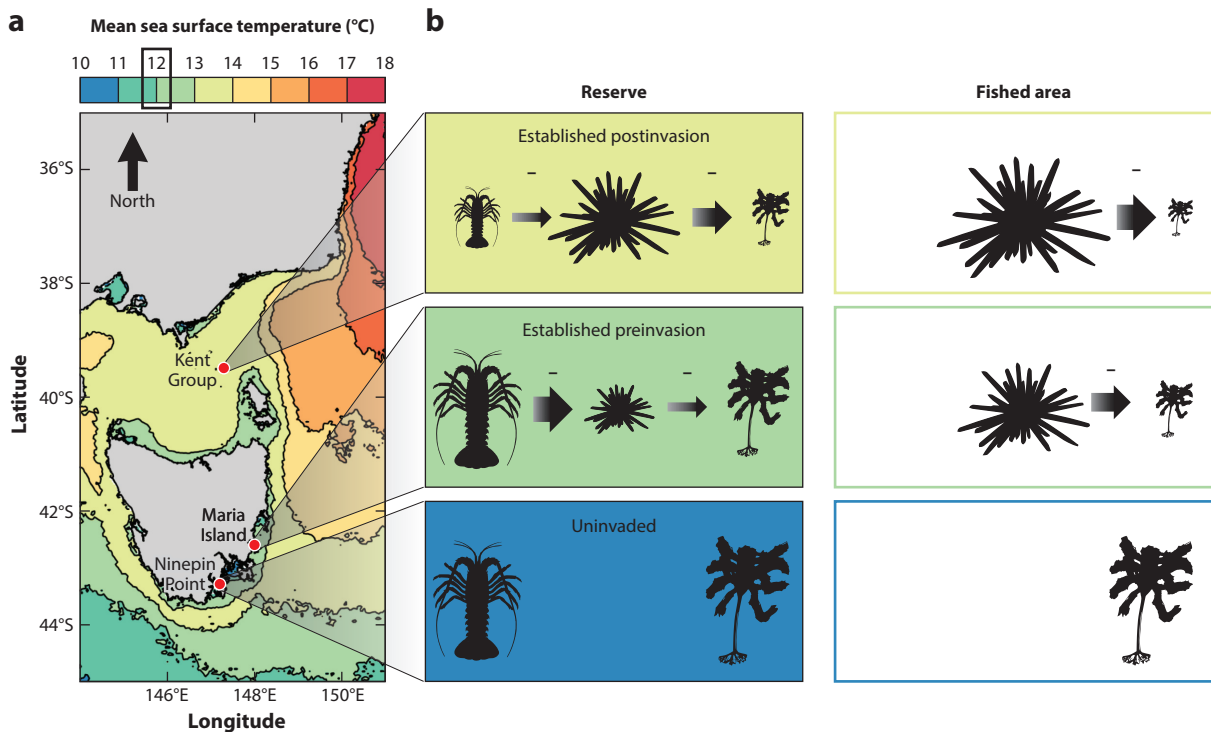 a
Mean sea surface temperature (°C)
10 11 12 13 14 15 16 17 18
North
36°S
38°S
40°S
42°S
44°S
Latitude
Kent
Group
Maria
Island
Ninepin
Point
146°E 148°E 150°E
Longitude
b
Reserve
Fished area
Established postinvasion
– –
–
Established preinvasion
– –
–
Uninvaded